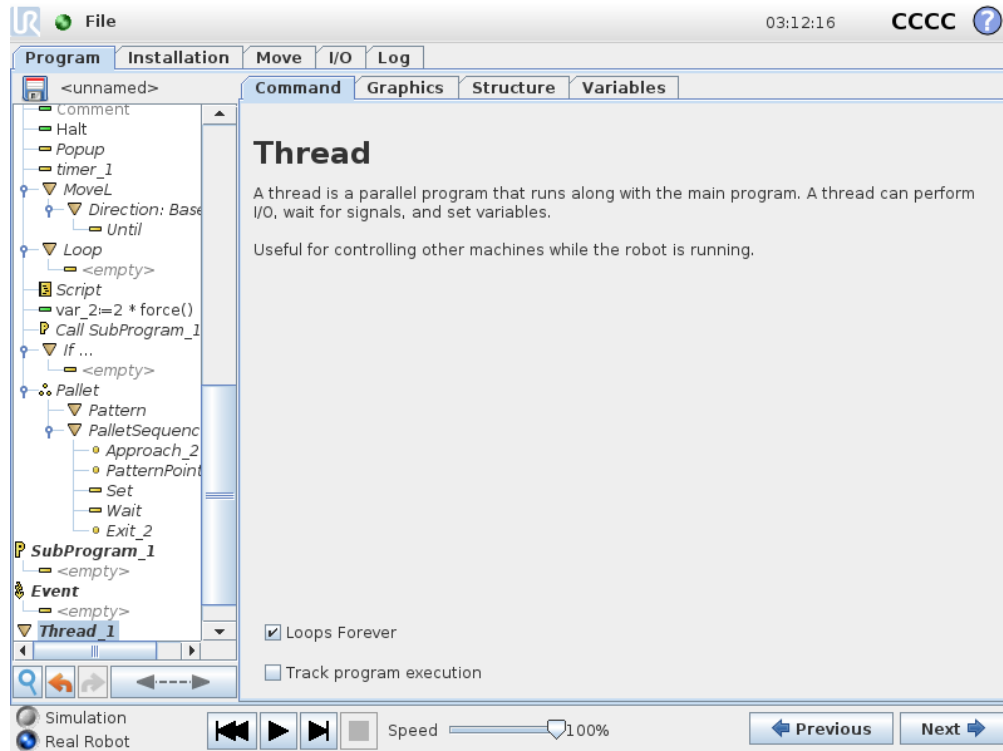 UR File 03:12:16 CCCC ?
Program Installation Move I/O Log
<unnamed> Command Graphics Structure Variables
Comment
Halt
Popup
timer_1
MoveL
Direction: Base
Until
Loop
<empty>
Script
var_2:=2 * force()
P Call SubProgram_1
If ...
<empty>
Pallet
Pattern
PalletSequenc
Approach_2
PatternPoint
Set
Wait
Exit_2
P SubProgram_1
<empty>
Event
<empty>
Thread_1
Thread
A thread is a parallel program that runs along with the main program. A thread can perform
I/O, wait for signals, and set variables.
Useful for controlling other machines while the robot is running.
Loops Forever
Track program execution
Simulation
Real Robot
Speed 100%
Previous Next